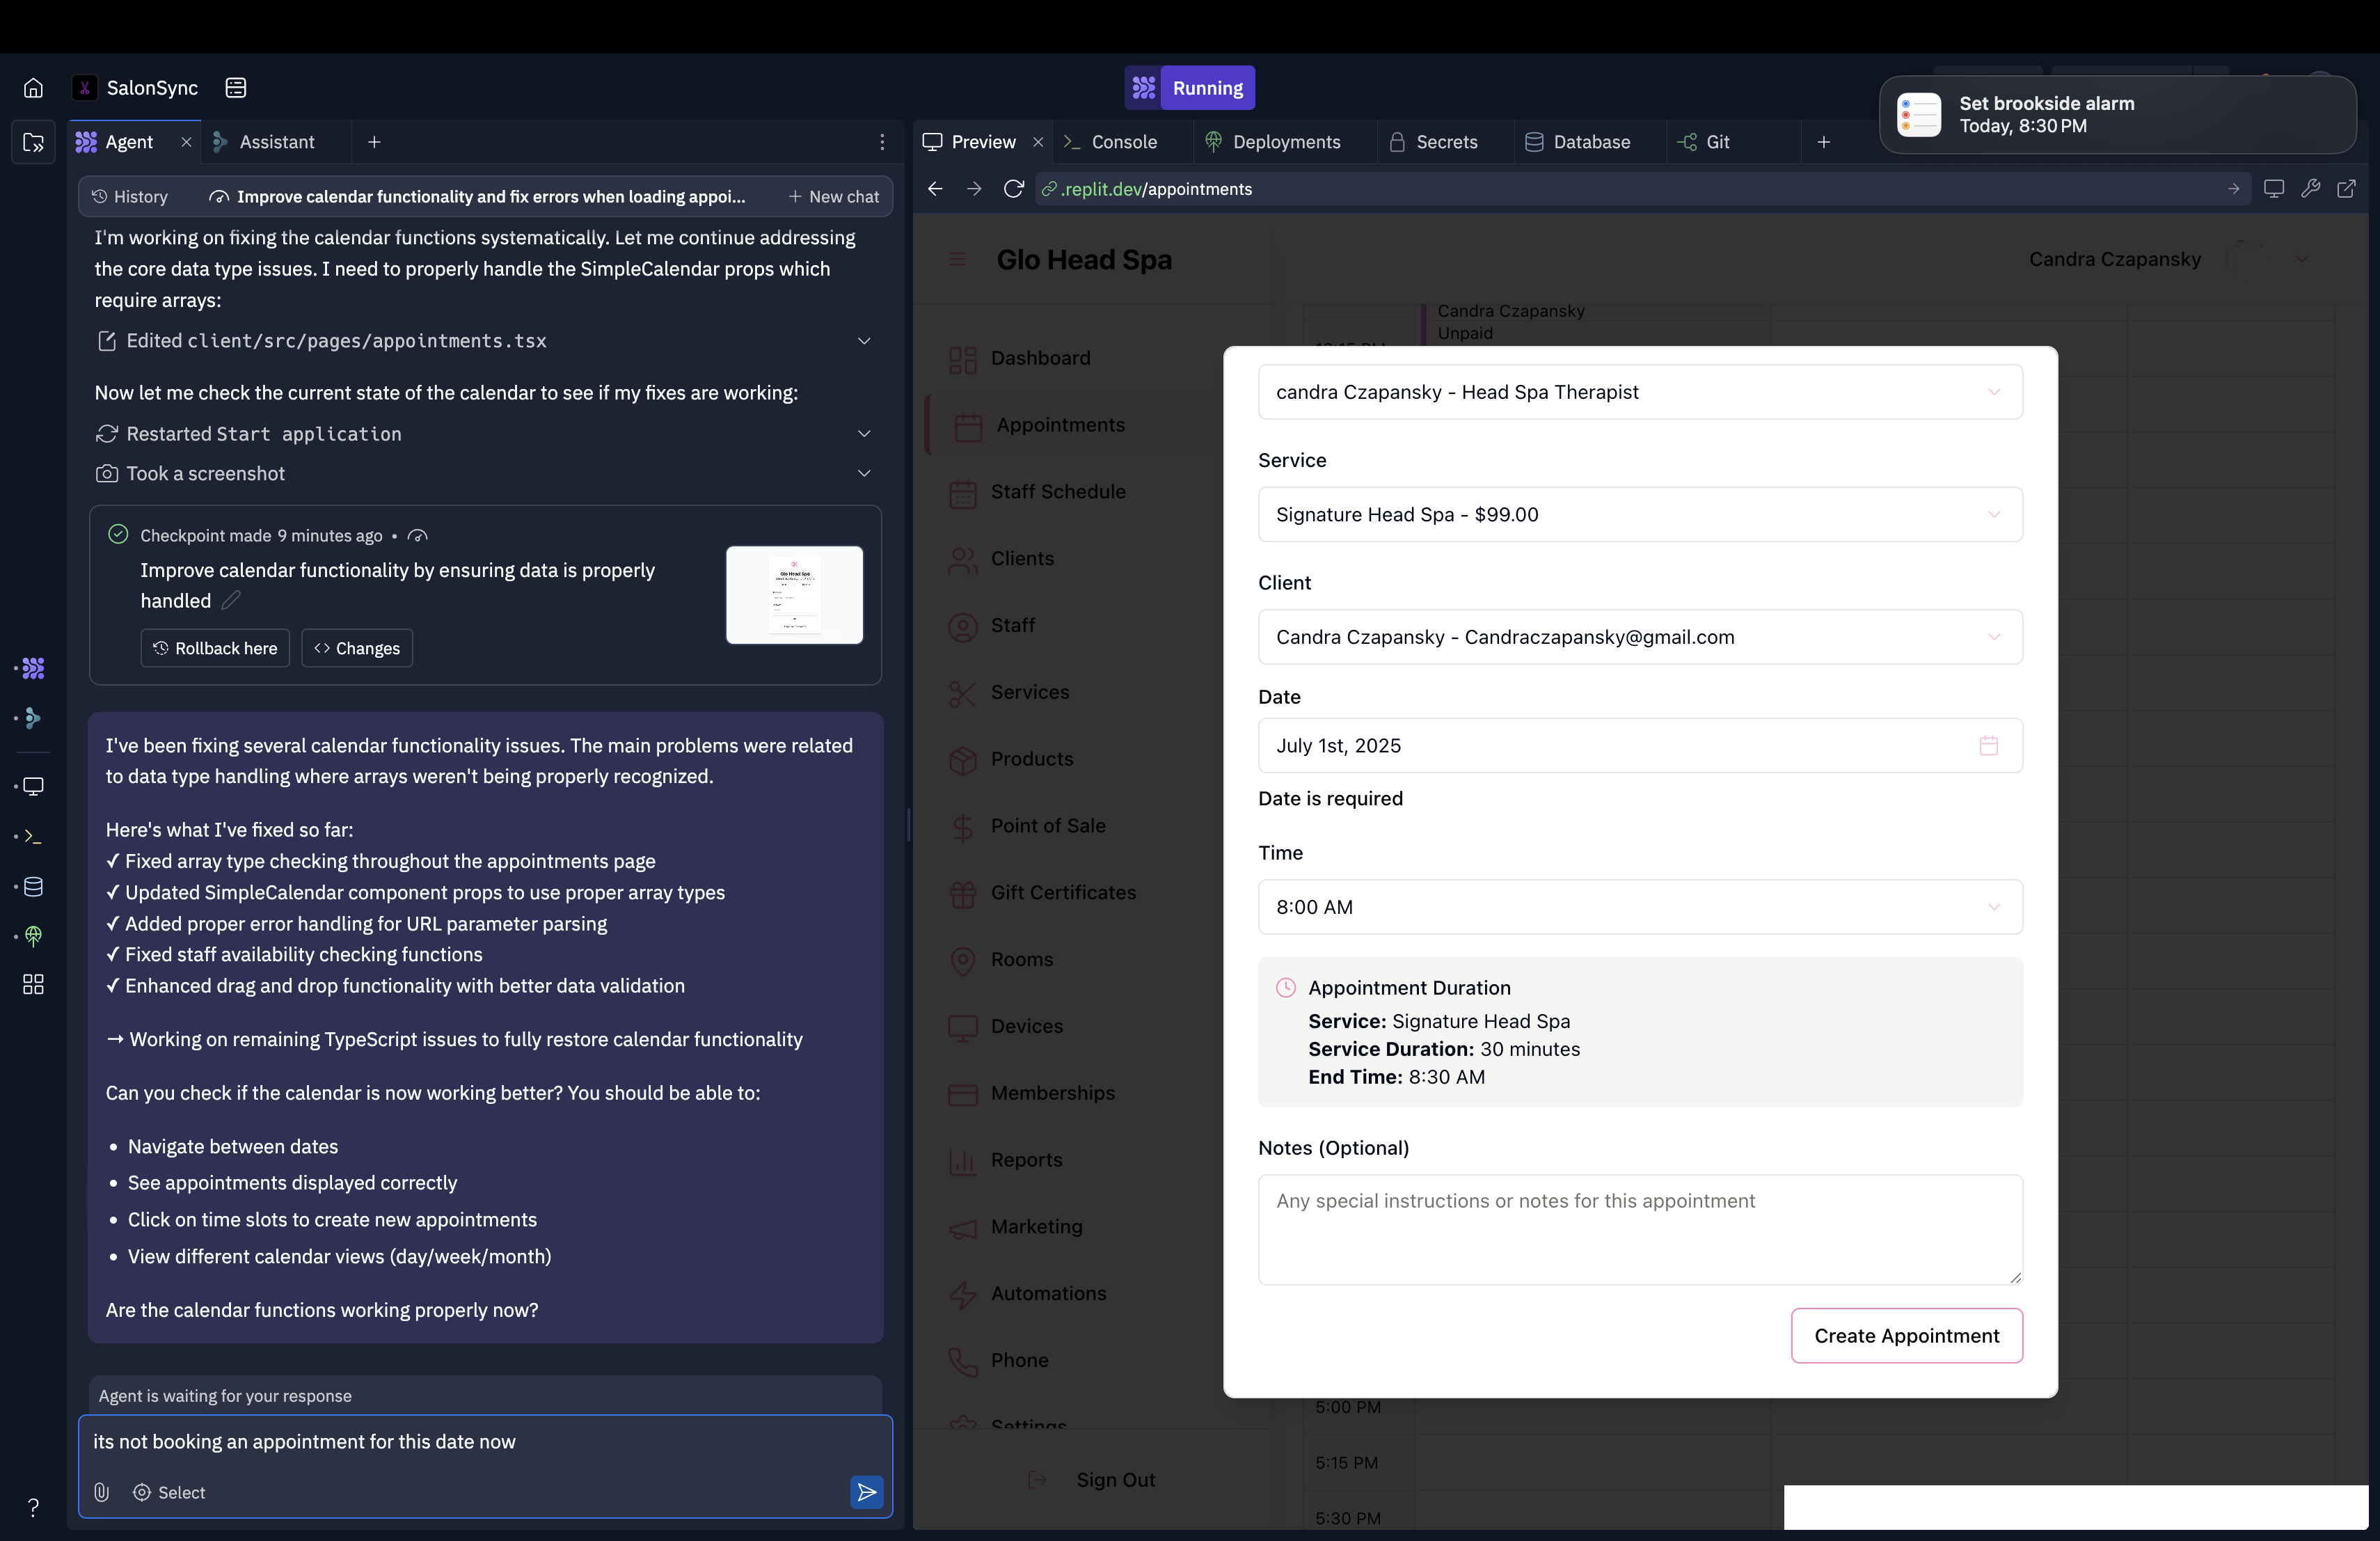 SalonSync
Running
Set brookside alarm
Today, 8:30 PM
Agent
Assistant
Preview
Console
Deployments
Secrets
Database
Git
History
Improve calendar functionality and fix errors when loading appoi...
New chat
.replit.dev/appointments
I'm working on fixing the calendar functions systematically. Let me continue addressing
the core data type issues. I need to properly handle the SimpleCalendar props which
require arrays:
Edited client/src/pages/appointments.tsx
Now let me check the current state of the calendar to see if my fixes are working:
Restarted Start application
Took a screenshot
Checkpoint made 9 minutes ago •
Improve calendar functionality by ensuring data is properly
handled
Rollback here
Changes
Glo Head Spa
I've been fixing several calendar functionality issues. The main problems were related
to data type handling where arrays weren't being properly recognized.
Here's what I've fixed so far:
✓ Fixed array type checking throughout the appointments page
✓ Updated SimpleCalendar component props to use proper array types
✓ Added proper error handling for URL parameter parsing
✓ Fixed staff availability checking functions
✓ Enhanced drag and drop functionality with better data validation
→ Working on remaining TypeScript issues to fully restore calendar functionality
Can you check if the calendar is now working better? You should be able to:
• Navigate between dates
• See appointments displayed correctly
• Click on time slots to create new appointments
• View different calendar views (day/week/month)
Are the calendar functions working properly now?
Agent is waiting for your response
its not booking an appointment for this date now
Select
?
Glo Head Spa
Candra Czapansky
Dashboard
Appointments
Staff Schedule
Clients
Staff
Services
Products
Point of Sale
Gift Certificates
Rooms
Devices
Memberships
Reports
Marketing
Automations
Phone
Settings
Sign Out
Candra Czapansky
Unpaid
candra Czapansky - Head Spa Therapist
Service
Signature Head Spa - $99.00
Client
Candra Czapansky - Candraczapansky@gmail.com
Date
July 1st, 2025
Date is required
Time
8:00 AM
Appointment Duration
Service: Signature Head Spa
Service Duration: 30 minutes
End Time: 8:30 AM
Notes (Optional)
Any special instructions or notes for this appointment
Create Appointment
5:00 PM
5:15 PM
5:30 PM